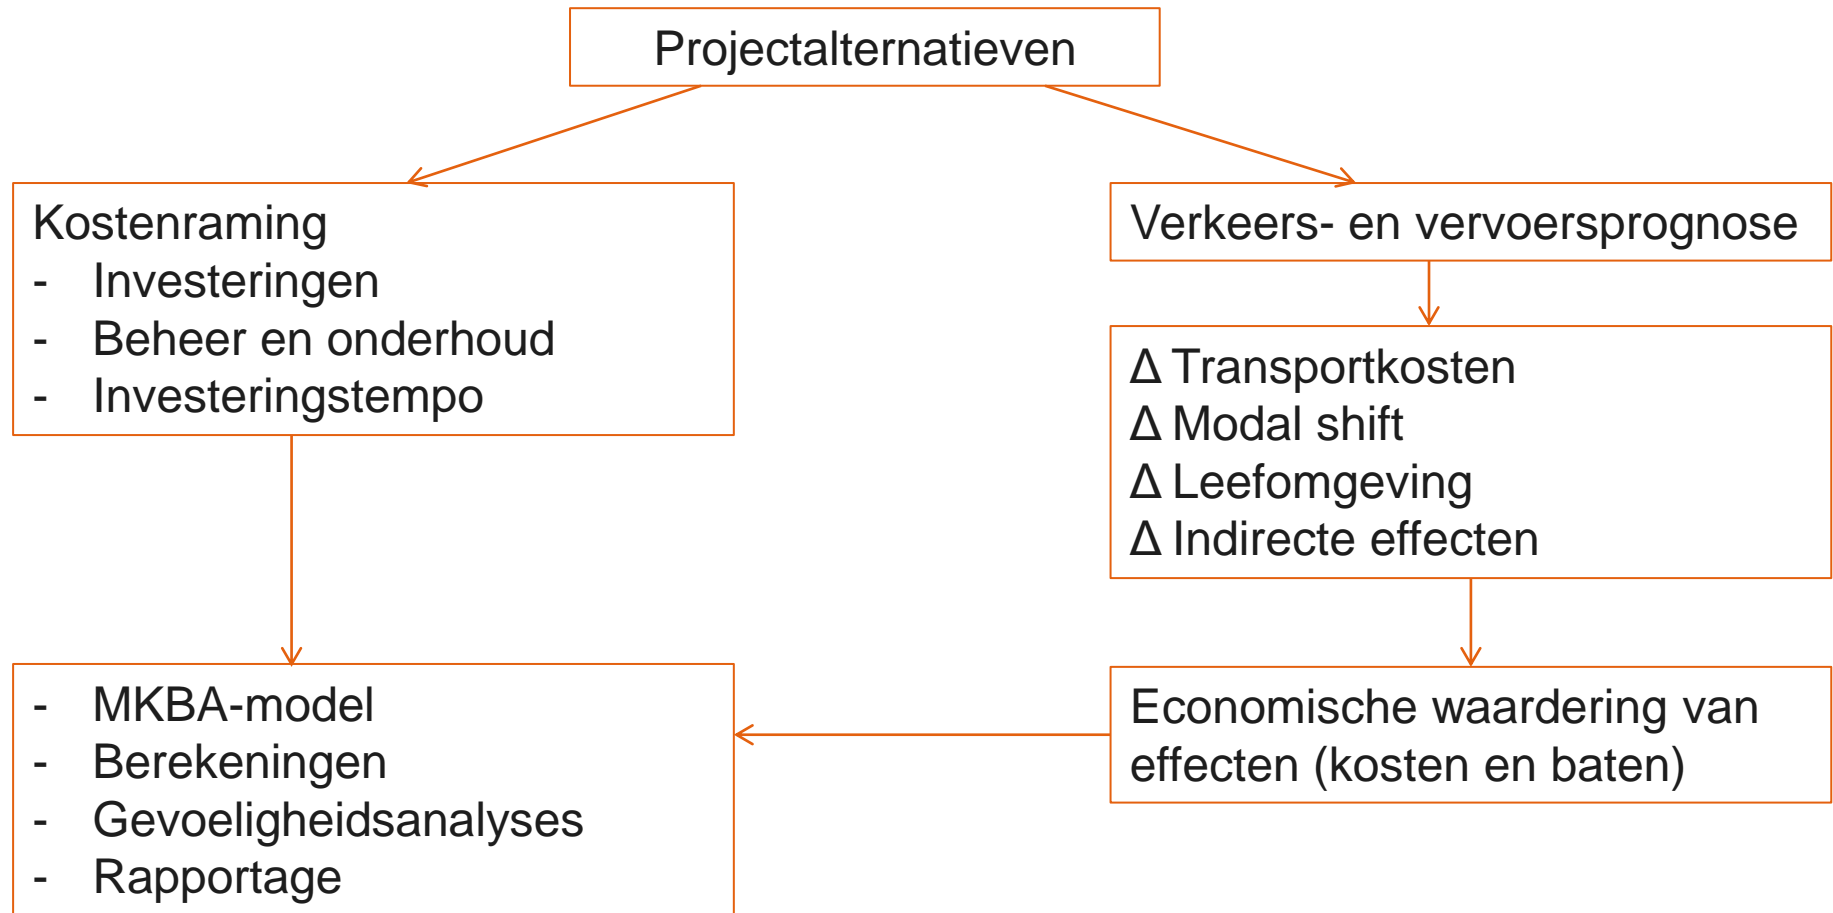 Projectalternatieven
Kostenraming
- Investeringen
- Beheer en onderhoud
- Investeringstempo
Verkeers- en vervoersprognose
Δ Transportkosten
Δ Modal shift
Δ Leefomgeving
Δ Indirecte effecten
- MKBA-model
- Berekeningen
- Gevoeligheidsanalyses
- Rapportage
Economische waardering van
effecten (kosten en baten)